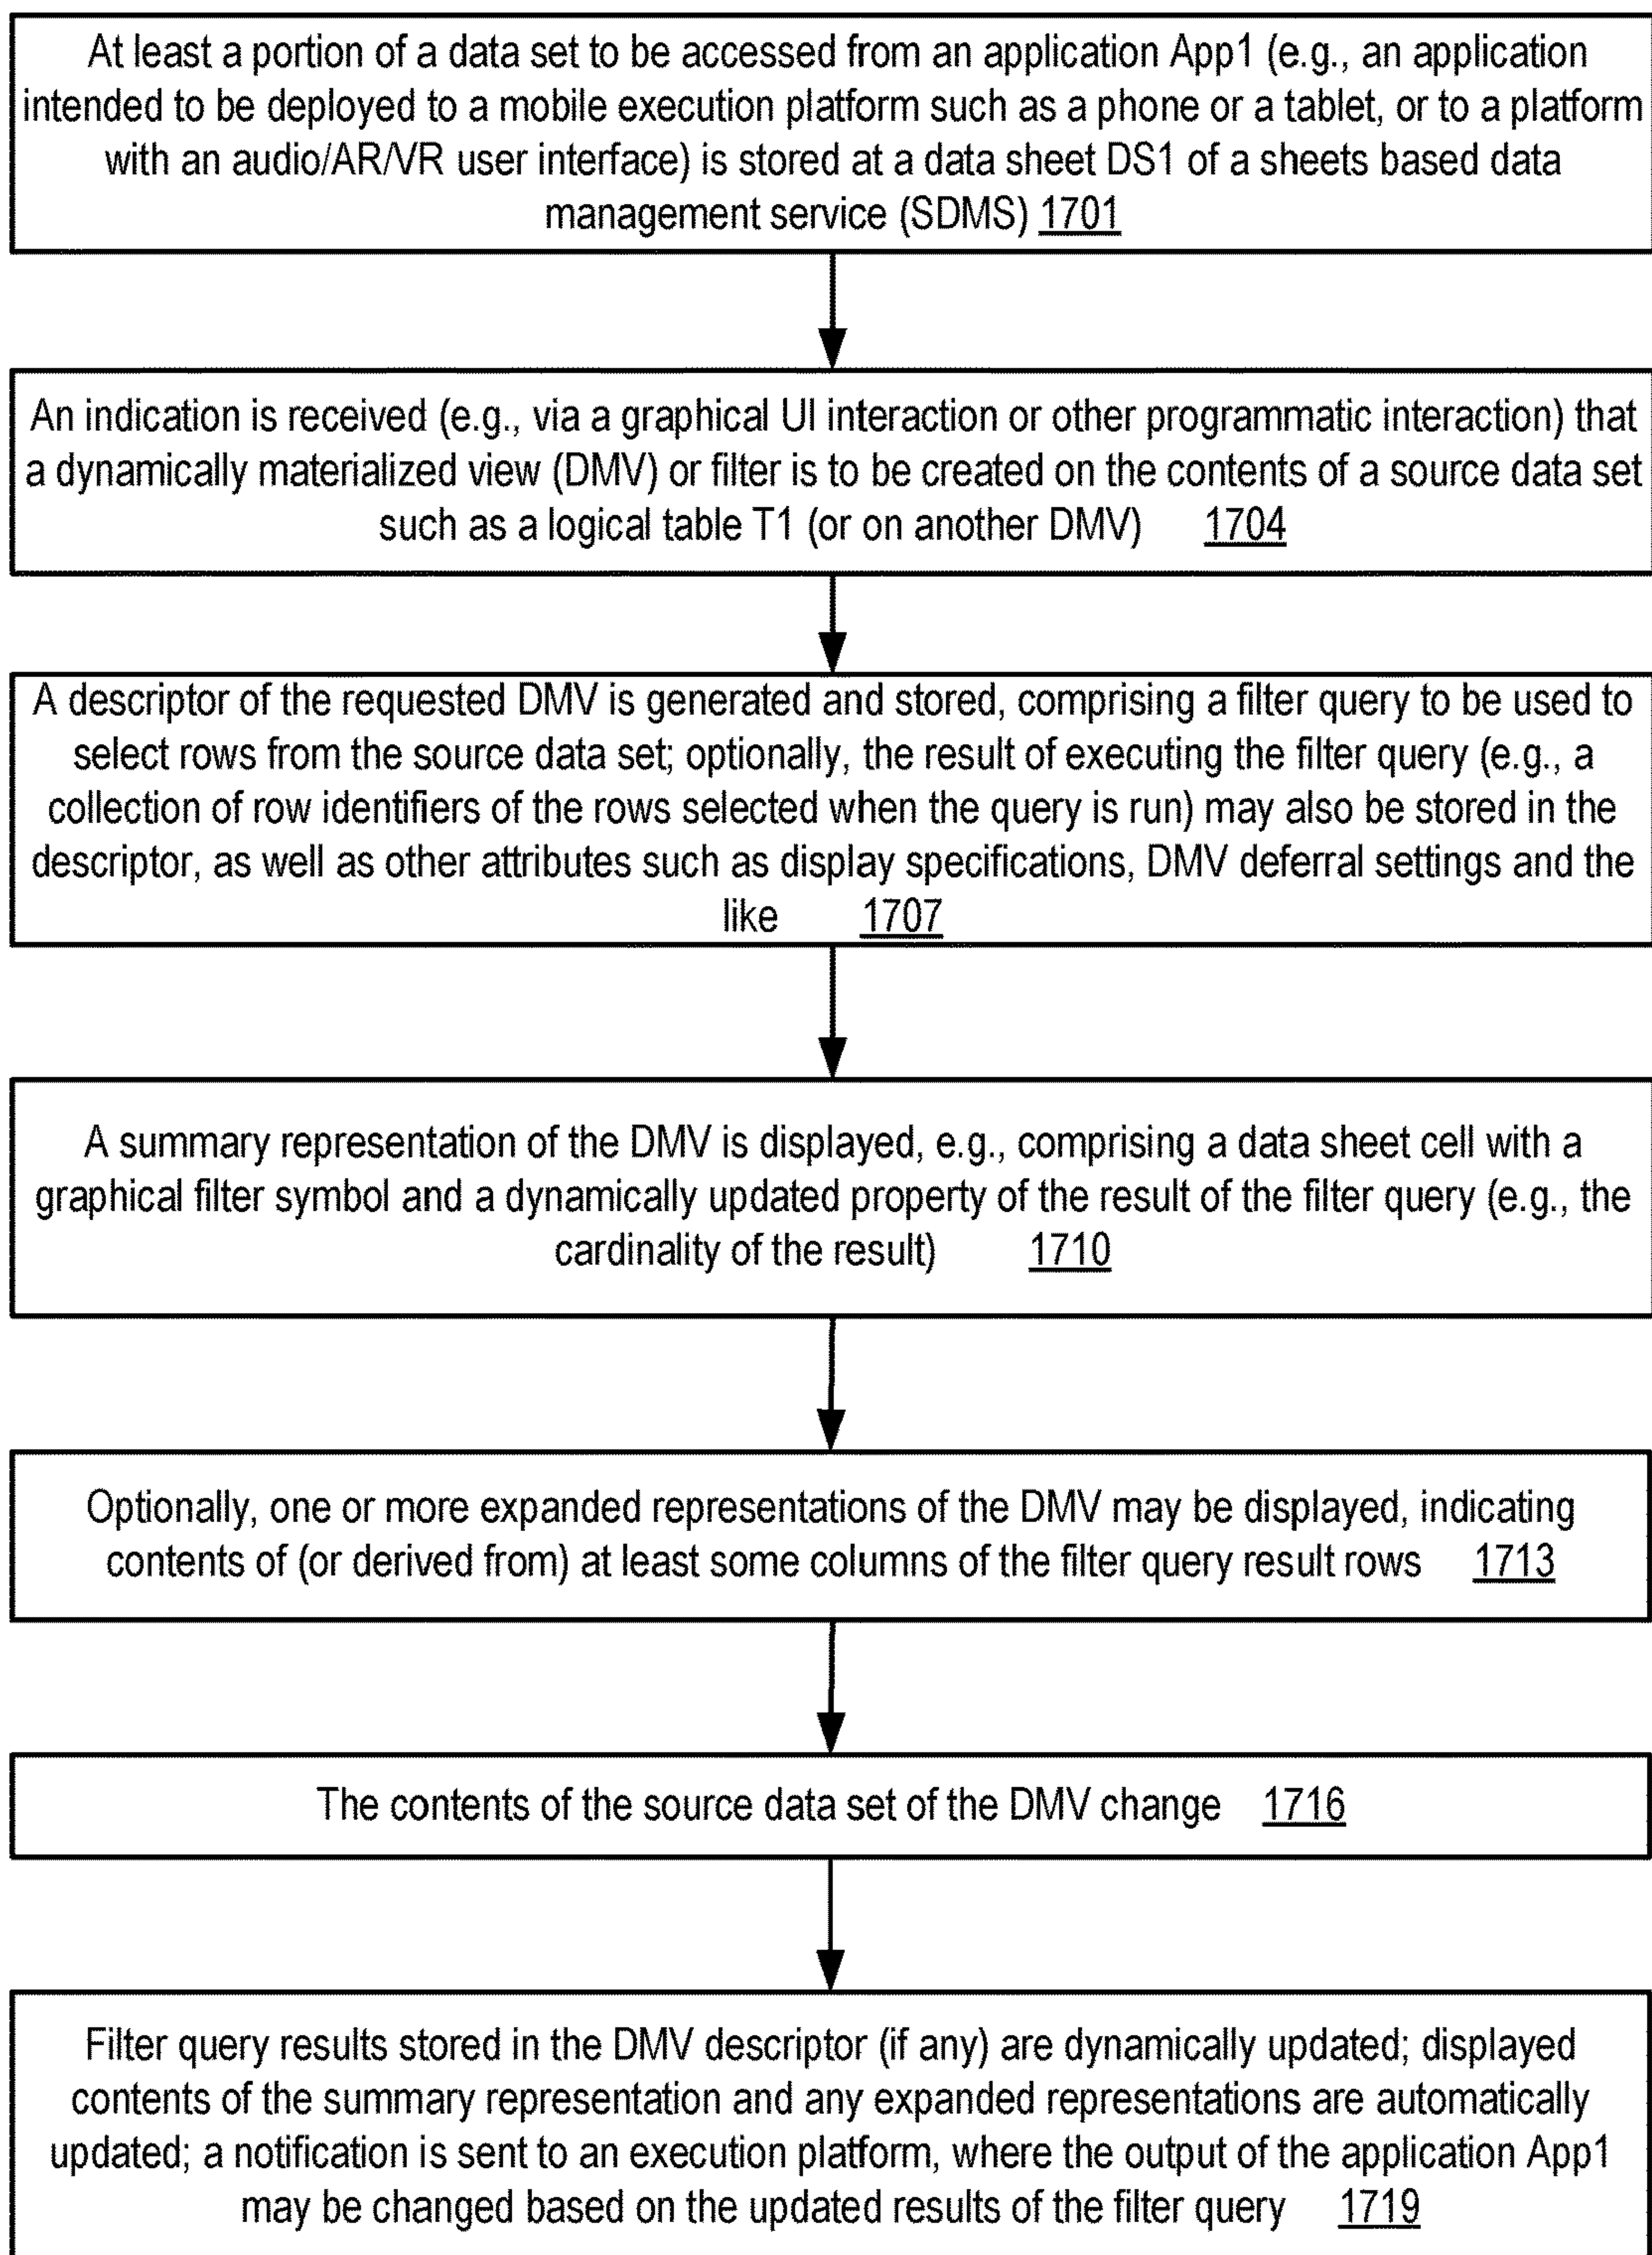 At least a portion of a data set to be accessed from an application App1 (e.g., an application
intended to be deployed to a mobile execution platform such as a phone or a tablet, or to a platform
with an audio/AR/VR user interface) is stored at a data sheet DS1 of a sheets based data
management service (SDMS) 1701
An indication is received (e.g., via a graphical UI interaction or other programmatic interaction) that
a dynamically materialized view (DMV) or filter is to be created on the contents of a source data set
such as a logical table T1 (or on another DMV) 1704
A descriptor of the requested DMV is generated and stored, comprising a filter query to be used to
select rows from the source data set; optionally, the result of executing the filter query (e.g., a
collection of row identifiers of the rows selected when the query is run) may also be stored in the
descriptor, as well as other attributes such as display specifications, DMV deferral settings and the
like 1707
A summary representation of the DMV is displayed, e.g., comprising a data sheet cell with a
graphical filter symbol and a dynamically updated property of the result of the filter query (e.g., the
cardinality of the result) 1710
Optionally, one or more expanded representations of the DMV may be displayed, indicating
contents of (or derived from) at least some columns of the filter query result rows 1713
The contents of the source data set of the DMV change 1716
Filter query results stored in the DMV descriptor (if any) are dynamically updated; displayed
contents of the summary representation and any expanded representations are automatically
updated; a notification is sent to an execution platform, where the output of the application App1
may be changed based on the updated results of the filter query 1719